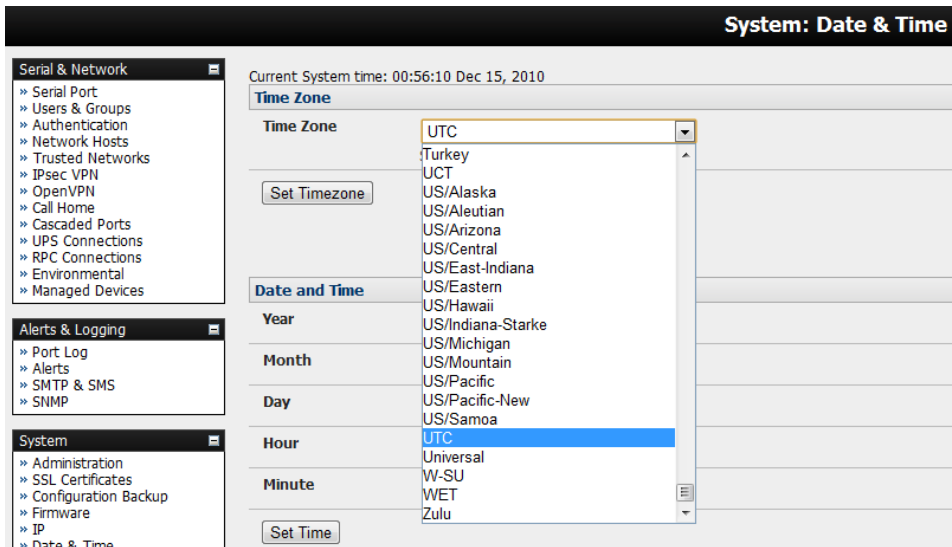 System: Date & Time
Serial & Network
» Serial Port
» Users & Groups
» Authentication
» Network Hosts
» Trusted Networks
» IPsec VPN
» OpenVPN
» Call Home
» Cascaded Ports
» UPS Connections
» RPC Connections
» Environmental
» Managed Devices
Alerts & Logging
» Port Log
» Alerts
» SMTP & SMS
» SNMP
System
» Administration
» SSL Certificates
» Configuration Backup
» Firmware
» IP
» Date & Time
Current System time: 00:56:10 Dec 15, 2010
Time Zone
Time Zone
UTC
Turkey
UCT
US/Alaska
US/Aleutian
US/Arizona
US/Central
US/East-Indiana
US/Eastern
US/Hawaii
US/Indiana-Starke
US/Michigan
US/Mountain
US/Pacific
US/Pacific-New
US/Samoa
UTC
Universal
W-SU
WET
Zulu
Set Timezone
Date and Time
Year
Month
Day
Hour
Minute
Set Time